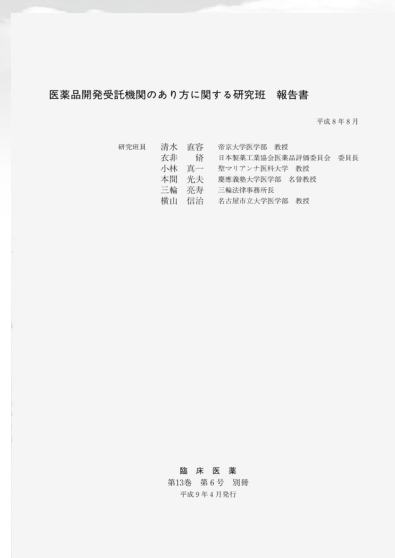 医薬品開発受託機関のあり方に関する研究班　報告書
平成８年８月
研究班員　清水　直容　帝京大学医学部　教授
衣非　脩　日本製薬工業協会医薬品評価委員会　委員長
小林　真一　聖マリアンナ医科大学　教授
本間　光夫　慶應義塾大学医学部　名誉教授
三輪　亮寿　三輪法律事務所長
横山　信治　名古屋市立大学医学部　教授
臨　床　医　薬
第13巻　第６号　別冊
平成９年４月発行